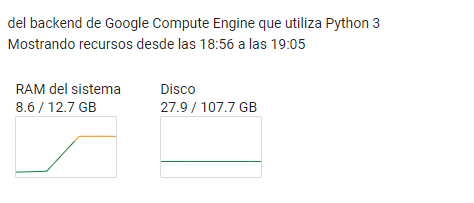 del backend de Google Compute Engine que utiliza Python 3
Mostrando recursos desde las 18:56 a las 19:05
RAM del sistema
8.6 / 12.7 GB
Disco
27.9 / 107.7 GB